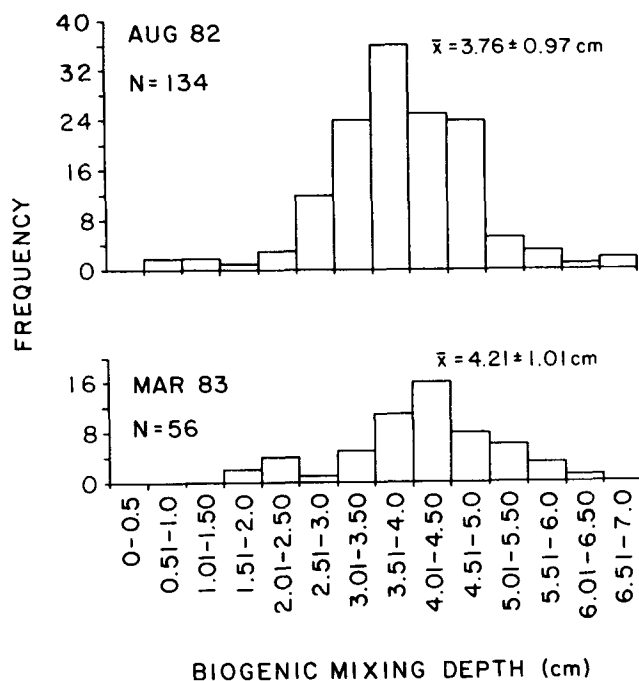 AUG 82
N = 134
x̄ = 3.76 ± 0.97 cm
40
32
24
16
8
0
FREQUENCY
MAR 83
N = 56
x̄ = 4.21 ± 1.01 cm
16
8
0
0-0.5
0.51-1.0
1.01-1.50
1.51-2.0
2.01-2.50
2.51-3.0
3.01-3.50
3.51-4.0
4.01-4.50
4.51-5.0
5.01-5.50
5.51-6.0
6.01-6.50
6.51-7.0
BIOGENIC MIXING DEPTH (cm)